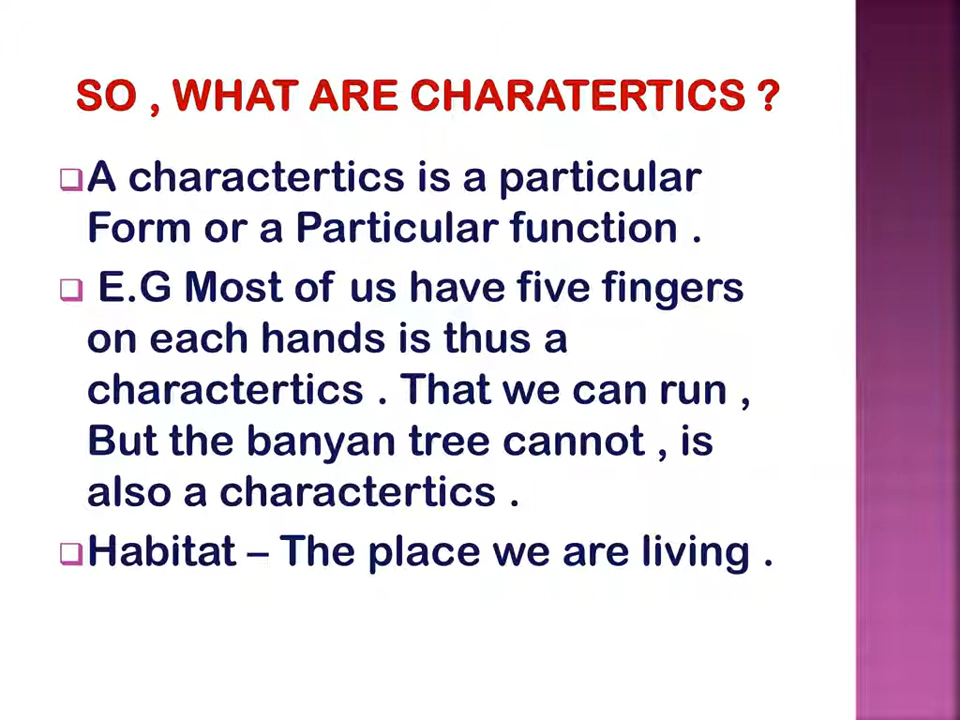 SO , WHAT ARE CHARATERTICS ?
A charactertics is a particular
Form or a Particular function .
E.G Most of us have five fingers
on each hands is thus a
charactertics . That we can run ,
But the banyan tree cannot , is
also a charactertics .
Habitat – The place we are living .